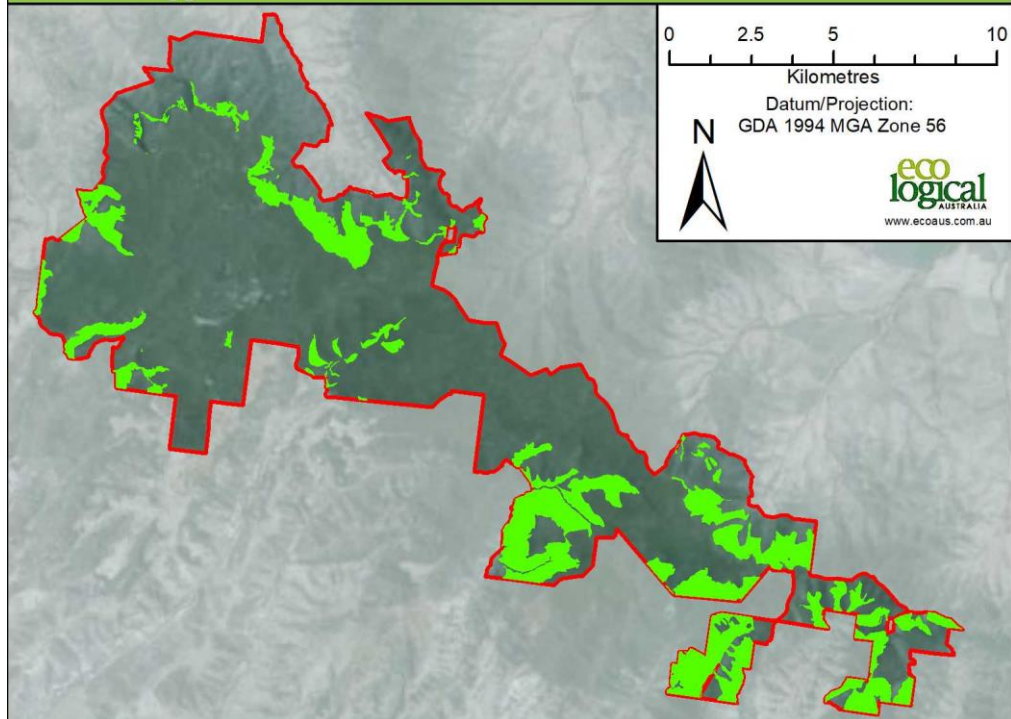 0 2.5 5 10
Kilometres
Datum/Projection:
GDA 1994 MGA Zone 56
N
eco
logical
AUSTRALIA
www.ecoaus.com.au